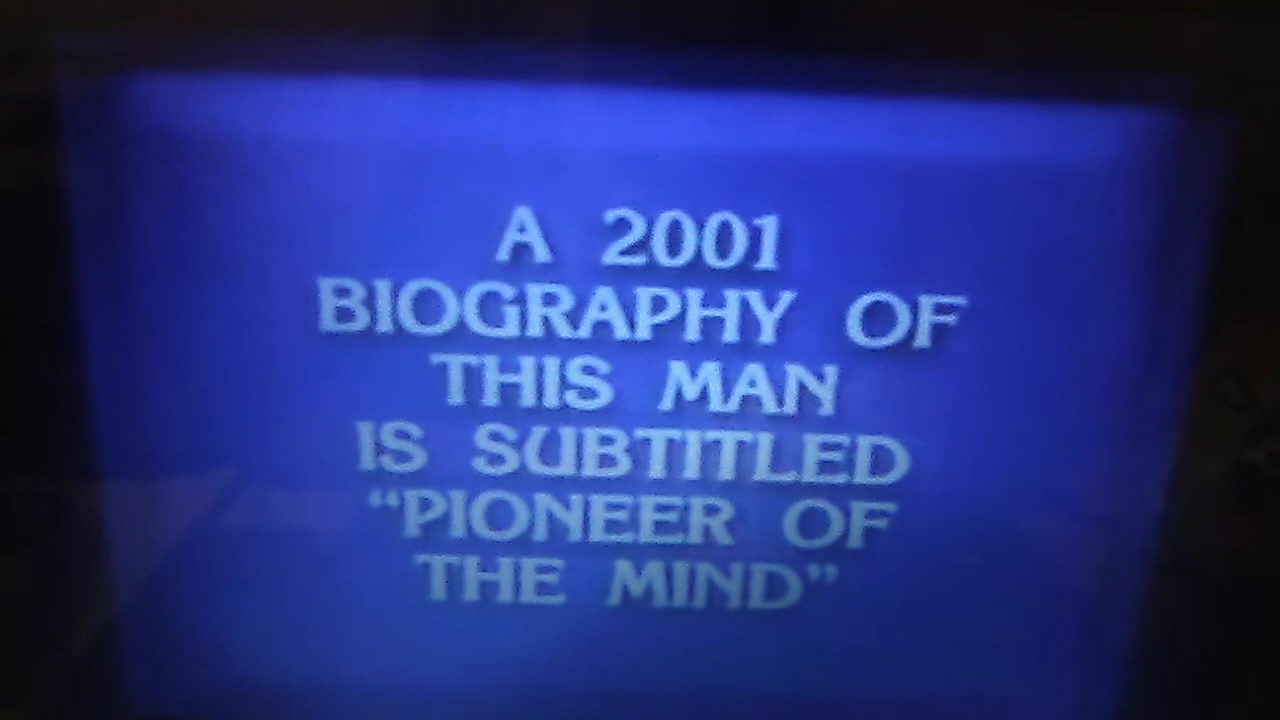 A 2001
BIOGRAPHY OF
THIS MAN
IS SUBTITLED
“PIONEER OF
THE MIND”